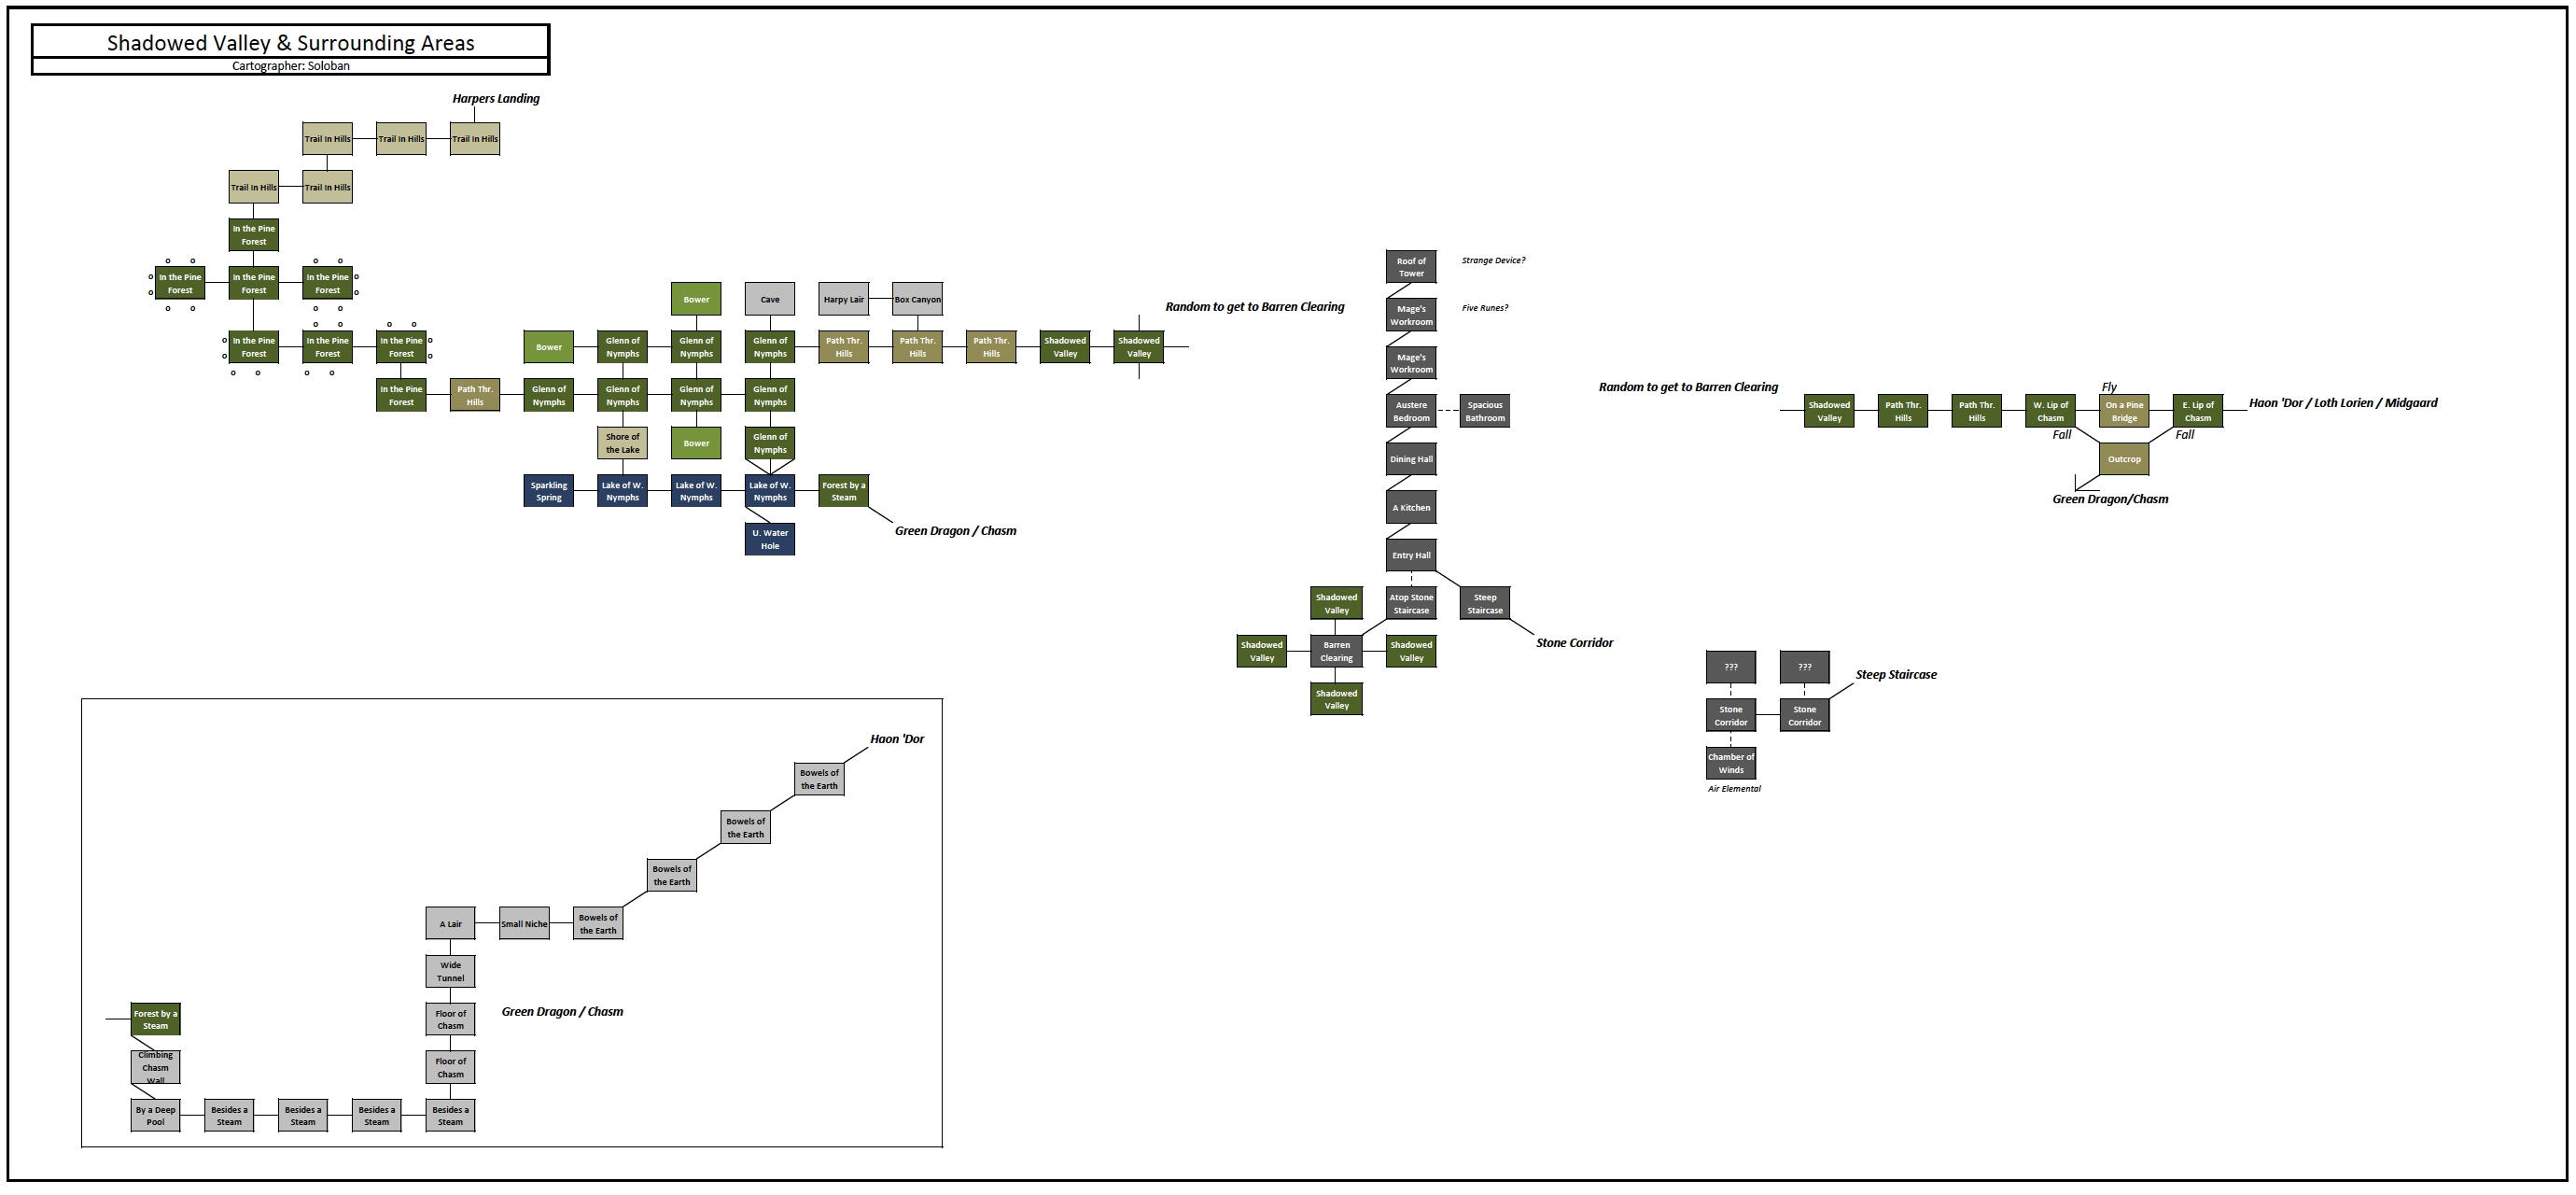 Shadowed Valley & Surrounding Areas
Cartographer: Soloban
Harpers Landing
Trail In Hills
Trail In Hills
Trail In Hills
Trail In Hills
Trail In Hills
In the Pine
Forest
o o
o o
o
o
In the Pine
Forest
In the Pine
Forest
In the Pine
Forest
o
o
o o
o o
o o
o o
o
o
In the Pine
Forest
In the Pine
Forest
In the Pine
Forest
o
o
o o
o o
In the Pine
Forest
Path Thr.
Hills
Bower
Cave
Harpy Lair
Box Canyon
Random to get to Barren Clearing
Bower
Glenn of
Nymphs
Glenn of
Nymphs
Glenn of
Nymphs
Path Thr.
Hills
Path Thr.
Hills
Path Thr.
Hills
Shadowed
Valley
Shadowed
Valley
Glenn of
Nymphs
Glenn of
Nymphs
Glenn of
Nymphs
Glenn of
Nymphs
Shore of
the Lake
Bower
Glenn of
Nymphs
Sparkling
Spring
Lake of W.
Nymphs
Lake of W.
Nymphs
Lake of W.
Nymphs
Forest by a
Steam
Green Dragon / Chasm
U. Water
Hole
Roof of
Tower
Strange Device?
Mage's
Workroom
Five Runes?
Mage's
Workroom
Austere
Bedroom
Spacious
Bathroom
Dining Hall
A Kitchen
Entry Hall
Shadowed
Valley
Atop Stone
Staircase
Steep
Staircase
Stone Corridor
Shadowed
Valley
Barren
Clearing
Shadowed
Valley
Shadowed
Valley
Random to get to Barren Clearing
Fly
Shadowed
Valley
Path Thr.
Hills
Path Thr.
Hills
W. Lip of
Chasm
On a Pine
Bridge
E. Lip of
Chasm
Haon 'Dor / Loth Lorien / Midgaard
Fall
Fall
Outcrop
Green Dragon/Chasm
???
???
Steep Staircase
Stone
Corridor
Stone
Corridor
Chamber of
Winds
Air Elemental
Haon 'Dor
Bowels of
the Earth
Bowels of
the Earth
Bowels of
the Earth
A Lair
Small Niche
Bowels of
the Earth
Wide
Tunnel
Forest by a
Steam
Floor of
Chasm
Green Dragon / Chasm
Climbing
Chasm
Wall
Floor of
Chasm
By a Deep
Pool
Besides a
Steam
Besides a
Steam
Besides a
Steam
Besides a
Steam